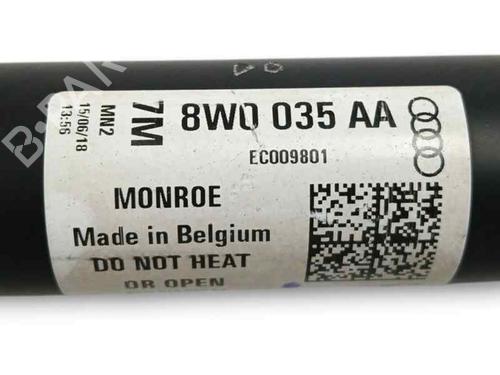 15/06/18
13:56
MN2
7M
8W0 035 AA
EC009801
MONROE
Made in Belgium
DO NOT HEAT
OR OPEN